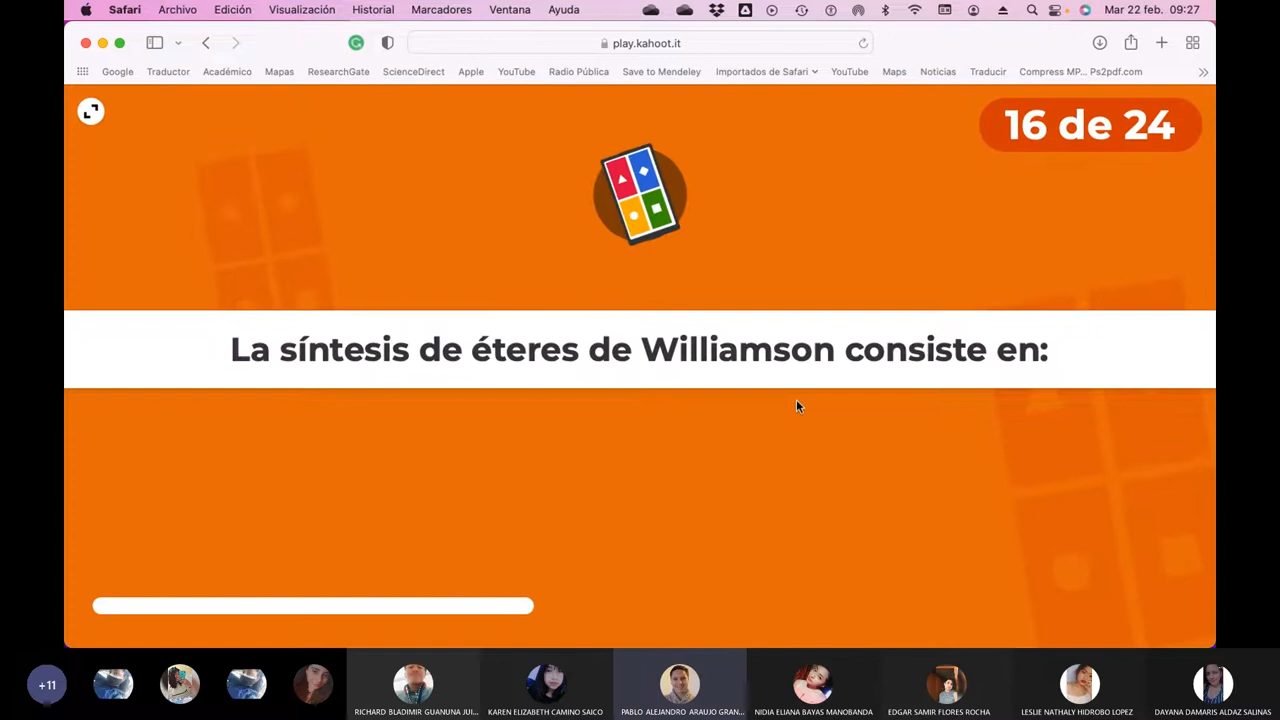 Safari Archivo Edición Visualización Historial Marcadores Ventana Ayuda Mar 22 feb. 09:27
play.kahoot.it
Google Traductor Académico Mapas ResearchGate ScienceDirect Apple YouTube Radio Pública Save to Mendeley Importados de Safari YouTube Maps Noticias Traducir Compress MP... Ps2pdf.com
16 de 24
La síntesis de éteres de Williamson consiste en:
+11
RICHARD BLADIMIR GUANUNA JUI...
KAREN ELIZABETH CAMINO SAICO
PABLO ALEJANDRO ARAUJO GRAN...
NIDIA ELIANA BAYAS MANOBANDA
EDGAR SAMIR FLORES ROCHA
LESLIE NATHALY HIDROBO LOPEZ
DAYANA DAMARIS ALDAZ SALINAS